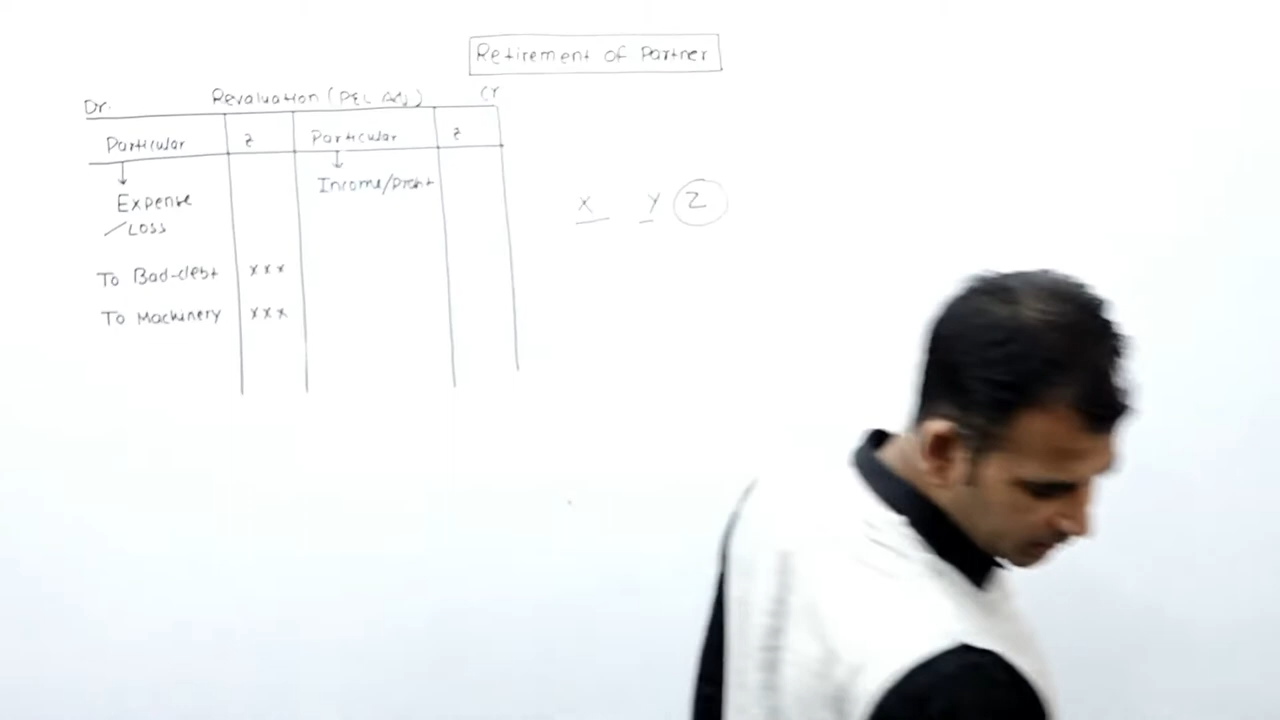 Retirement of Partner
Dr. Revaluation (P&L Adj) Cr
Particular ₹ Particular ₹
Expense Income/Profit
/Loss
X Y Z
To Bad-debt xxx
To Machinery xxx